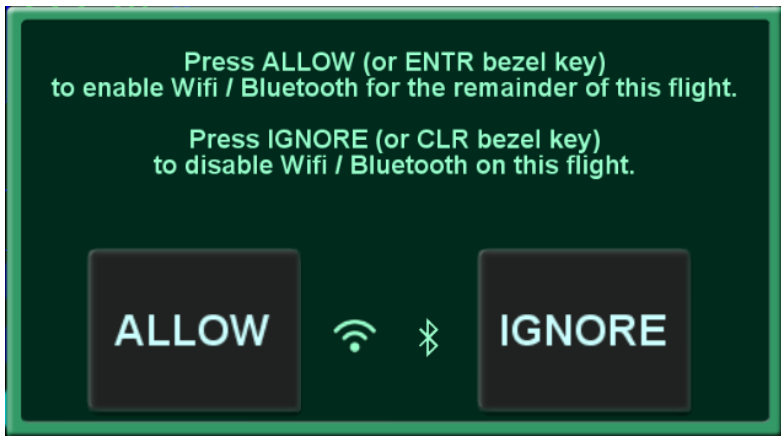 Press ALLOW (or ENTR bezel key)
to enable Wifi / Bluetooth for the remainder of this flight.
Press IGNORE (or CLR bezel key)
to disable Wifi / Bluetooth on this flight.
ALLOW
IGNORE